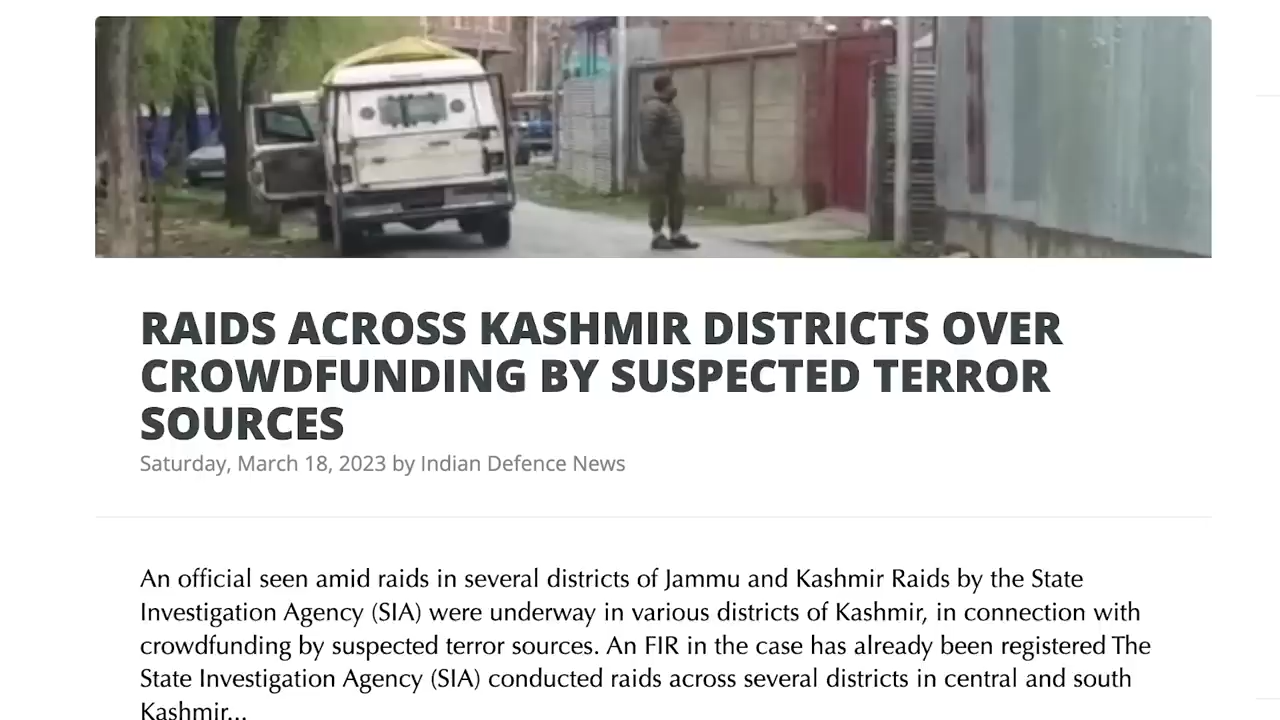 RAIDS ACROSS KASHMIR DISTRICTS OVER
CROWDFUNDING BY SUSPECTED TERROR
SOURCES
Saturday, March 18, 2023 by Indian Defence News
An official seen amid raids in several districts of Jammu and Kashmir Raids by the State
Investigation Agency (SIA) were underway in various districts of Kashmir, in connection with
crowdfunding by suspected terror sources. An FIR in the case has already been registered The
State Investigation Agency (SIA) conducted raids across several districts in central and south
Kashmir...